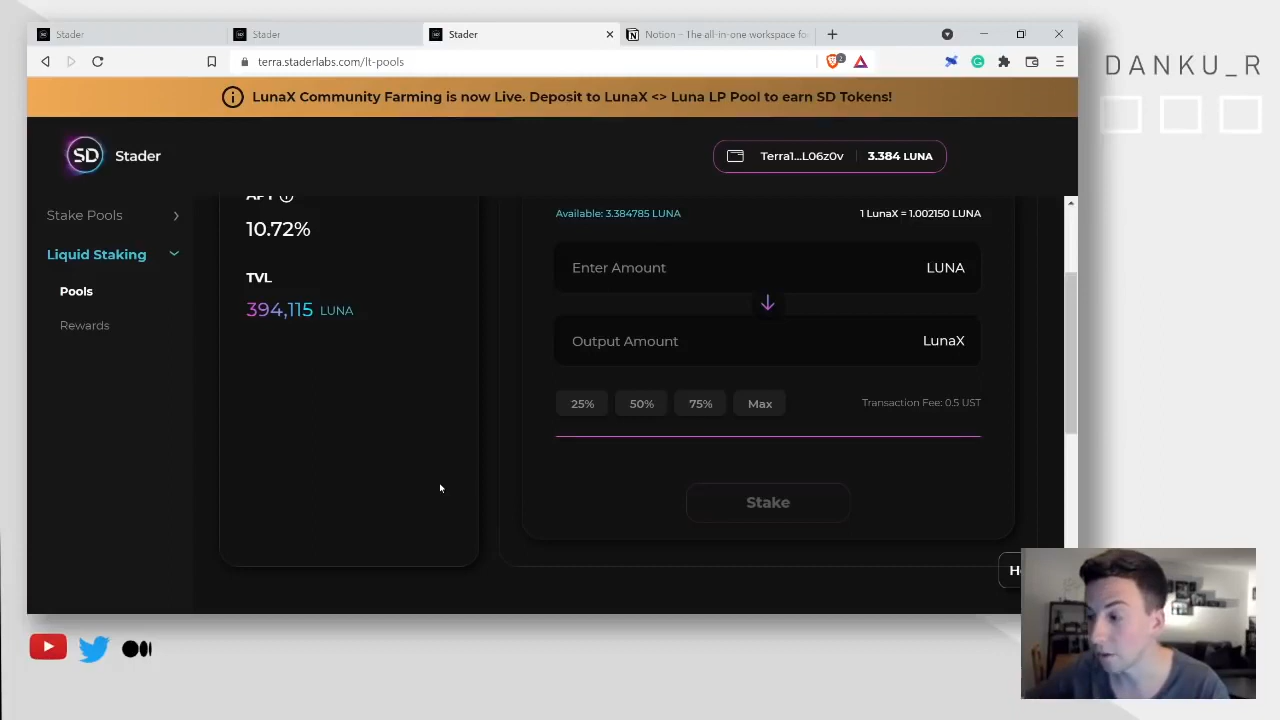 Stader
Stader
Stader
Notion – The all-in-one workspace fo
terra.staderlabs.com/lt-pools
2
DANKU_R
LunaX Community Farming is now Live. Deposit to LunaX <> Luna LP Pool to earn SD Tokens!
SD Stader
Terra1...L06z0v 3.384 LUNA
Stake Pools
Liquid Staking
Pools
Rewards
APY
10.72%
TVL
394,115 LUNA
Available: 3.384785 LUNA
1 LunaX = 1.002150 LUNA
Enter Amount LUNA
Output Amount LunaX
25% 50% 75% Max
Transaction Fee: 0.5 UST
Stake